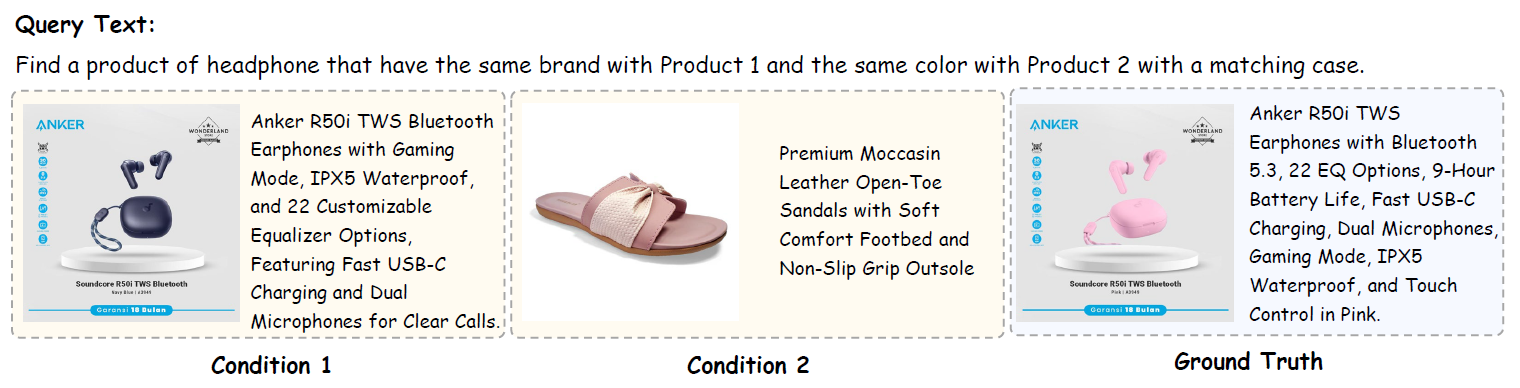 Query Text:
Find a product of headphone that have the same brand with Product 1 and the same color with Product 2 with a matching case.
ANKER
WONDERLAND
Soundcore R50i TWS Bluetooth
Navy Blue | A3949
Garansi 18 Bulan
Anker R50i TWS Bluetooth
Earphones with Gaming
Mode, IPX5 Waterproof,
and 22 Customizable
Equalizer Options,
Featuring Fast USB-C
Charging and Dual
Microphones for Clear Calls.
Premium Moccasin
Leather Open-Toe
Sandals with Soft
Comfort Footbed and
Non-Slip Grip Outsole
ANKER
WONDERLAND
Soundcore R50i TWS Bluetooth
Pink | A3949
Garansi 18 Bulan
Anker R50i TWS
Earphones with Bluetooth
5.3, 22 EQ Options, 9-Hour
Battery Life, Fast USB-C
Charging, Dual Microphones,
Gaming Mode, IPX5
Waterproof, and Touch
Control in Pink.
Condition 1
Condition 2
Ground Truth